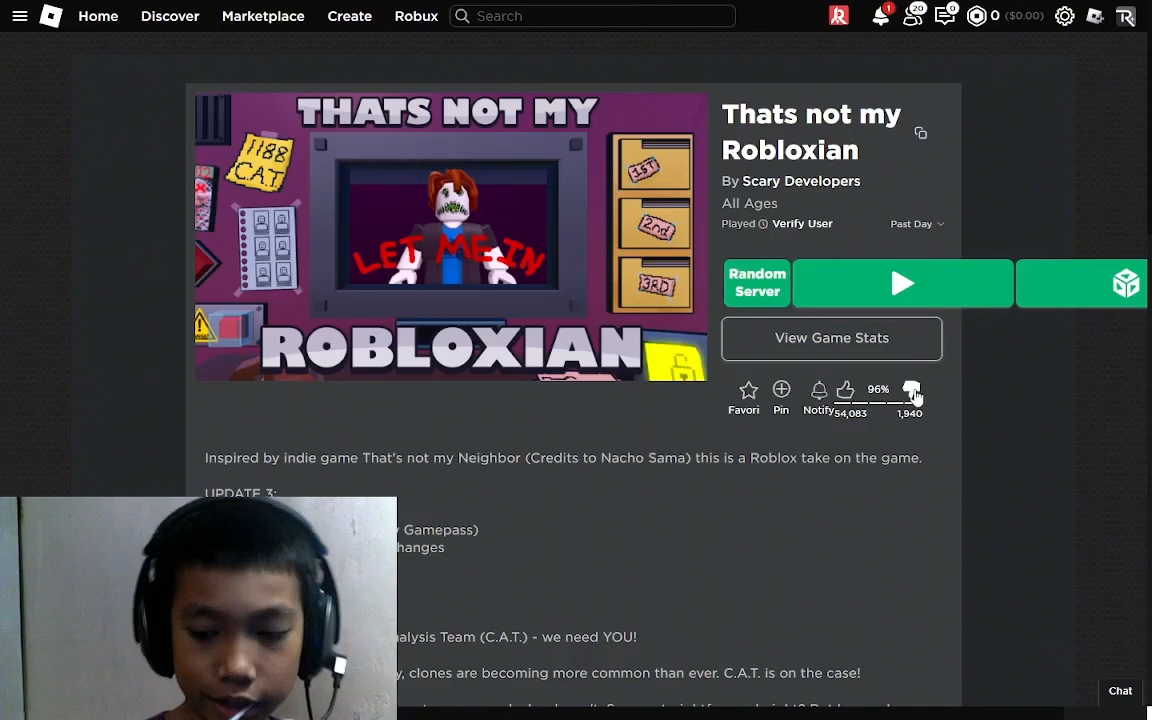 Home Discover Marketplace Create Robux Search 1 20 0 0 ($0.00)
THATS NOT MY
ROBLOXIAN
1188
CAT
LET ME IN
1ST
2nd
3RD
Thats not my
Robloxian
By Scary Developers
All Ages
Played Verify User Past Day
Random
Server
View Game Stats
96%
Favori Pin Notify 54,083 1,940
Inspired by indie game That's not my Neighbor (Credits to Nacho Sama) this is a Roblox take on the game.
UPDATE 3:
Gamepass)
hanges
alysis Team (C.A.T.) - we need YOU!
, clones are becoming more common than ever. C.A.T. is on the case!
Chat